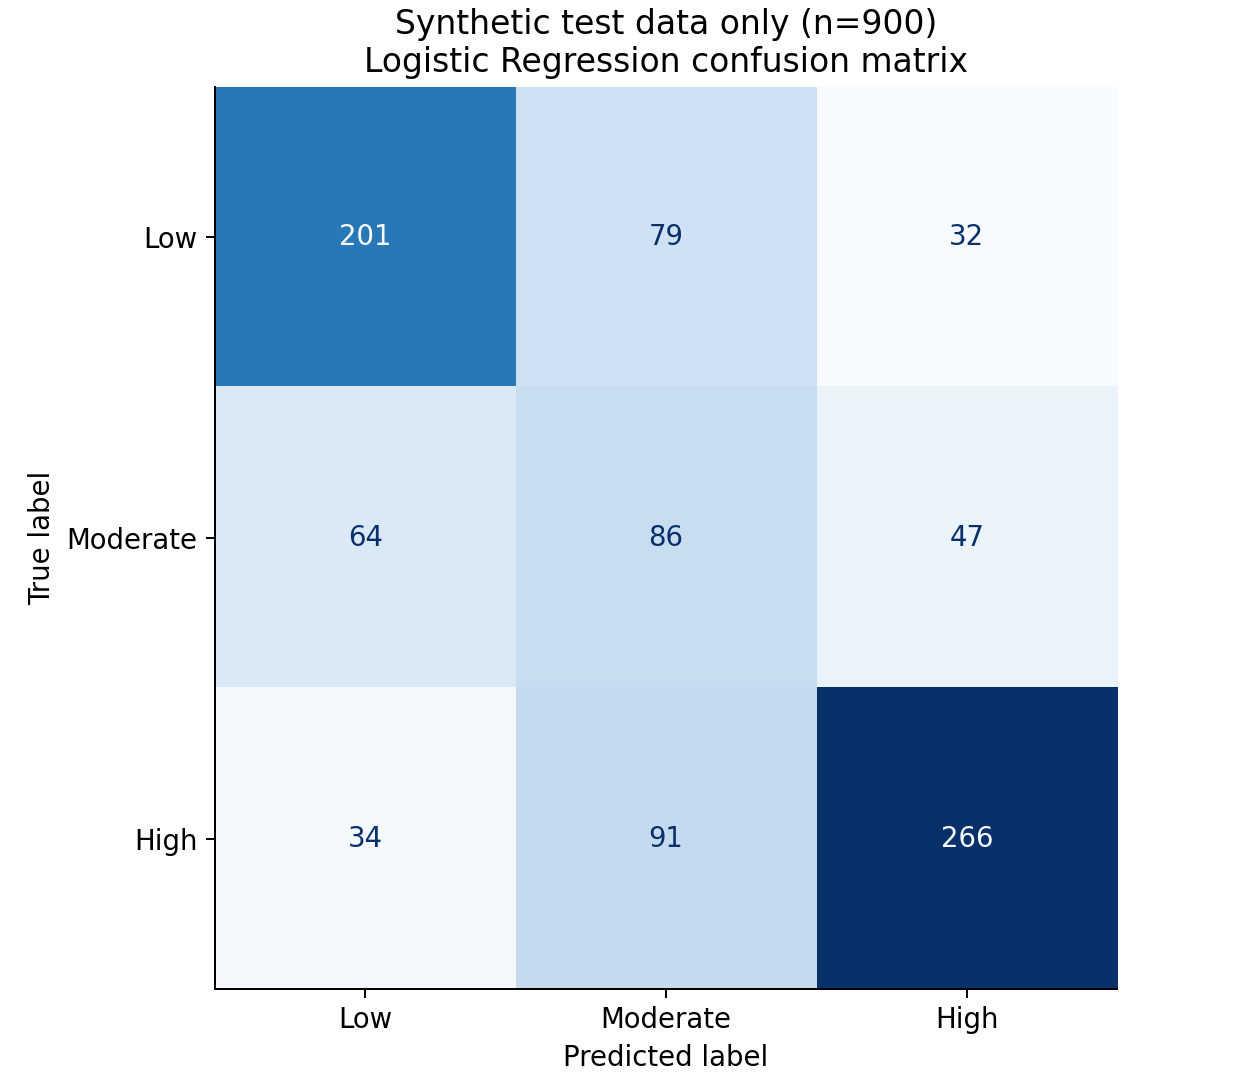 Synthetic test data only (n=900)
Logistic Regression confusion matrix
True label
Low
201
79
32
Moderate
64
86
47
High
34
91
266
Low
Moderate
High
Predicted label